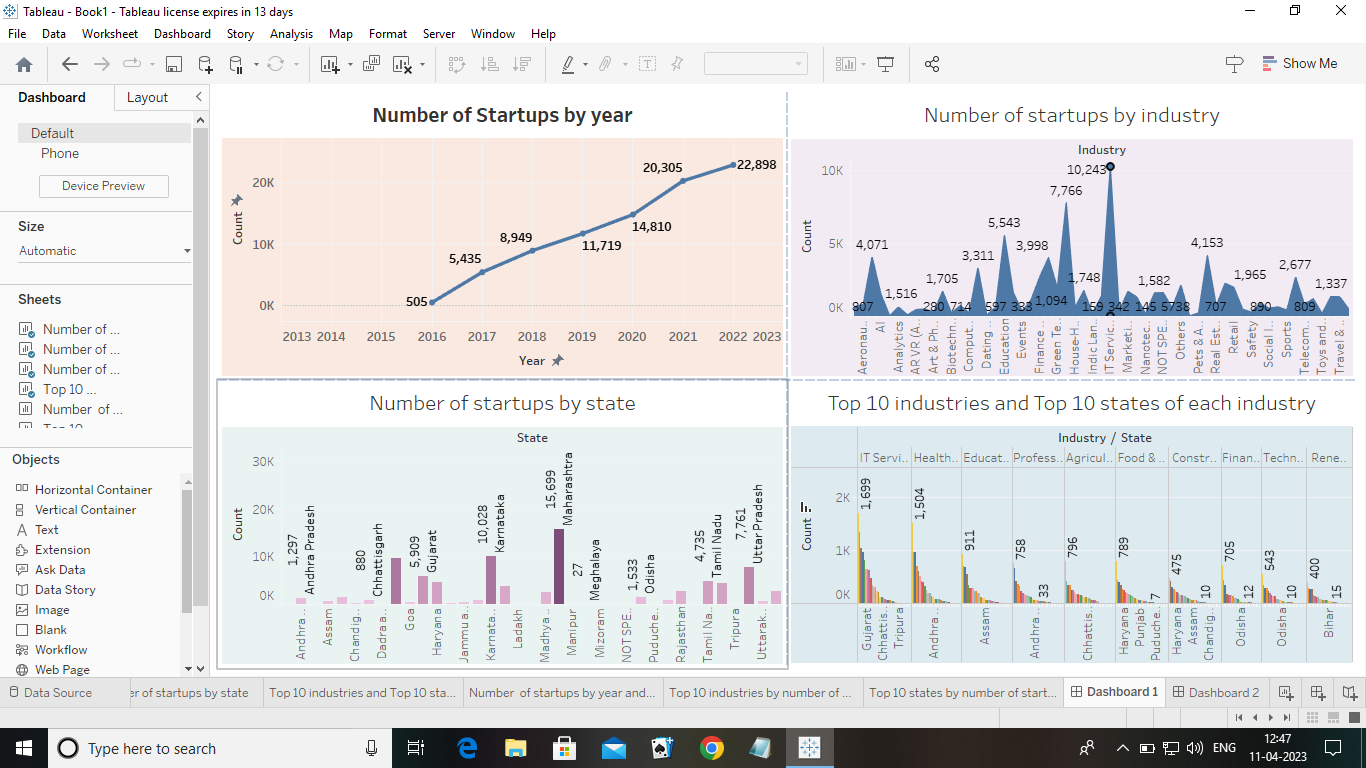 Tableau - Book1 - Tableau license expires in 13 days
File Data Worksheet Dashboard Story Analysis Map Format Server Window Help
Show Me
Dashboard Layout
Default
Phone
Device Preview
Size
Automatic
Sheets
Number of ...
Number of ...
Number of ...
Top 10 ...
Number of ...
Top 10 ...
Objects
Horizontal Container
Vertical Container
Text
Extension
Ask Data
Data Story
Image
Blank
Workflow
Web Page
Number of Startups by year
20K
10K
0K
Count
505
5,435
8,949
11,719
14,810
20,305
22,898
2013 2014 2015 2016 2017 2018 2019 2020 2021 2022 2023
Year
Number of startups by industry
Industry
10K
5K
0K
Count
10,243
7,766
5,543
4,071
3,998
4,153
3,311
2,677
1,705
1,748
1,965
1,516
1,582
1,337
1,094
807 280 714 597 333 159 342 145 5738 707 890 809
Aeronau..
AI
Analytics
AR VR (A..
Art & Ph..
Biotechn..
Comput..
Dating ..
Education
Events
Finance ..
Green Te..
House-H..
Indic Lan..
IT Servic..
Marketi..
Nanotec..
NOT SPE..
Others
Pets & A..
Real Est..
Retail
Safety
Social I..
Sports
Telecom..
Toys and..
Travel & ..
Number of startups by state
State
30K
20K
10K
0K
Count
1,297 Andhra Pradesh
880 Chhattisgarh
5,909 Gujarat
10,028 Karnataka
15,699 Maharashtra
27 Meghalaya
1,533 Odisha
4,735 Tamil Nadu
7,761 Uttar Pradesh
Andhra..
Assam
Chandig..
Dadraa..
Goa
Haryana
Jammua..
Karnata..
Ladakh
Madhya..
Manipur
Mizoram
NOT SPE..
Puduche..
Rajasthan
Tamil Na..
Tripura
Uttarak..
Top 10 industries and Top 10 states of each industry
Industry / State
IT Servi.. Health.. Educat.. Profess.. Agricul.. Food & .. Constr.. Finan.. Techn.. Rene..
2K
1K
0K
Count
1,699
1,504
911
758
33
796
789
7
475
10
705
12
543
10
400
15
Gujarat
Chhattis..
Tripura
Andhra..
Assam
Andhra..
Chhattis..
Haryana
Punjab
Puduche..
Haryana
Assam
Chandig..
Odisha
Odisha
Bihar
Data Source er of startups by state Top 10 industries and Top 10 sta... Number of startups by year and... Top 10 industries by number of ... Top 10 states by number of start... Dashboard 1 Dashboard 2
Type here to search
ENG
12:47
11-04-2023